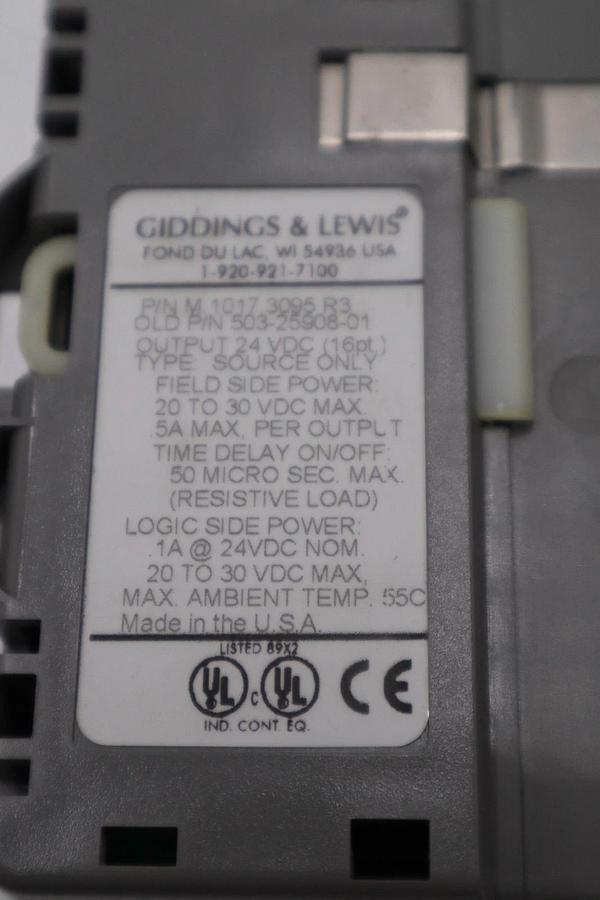 GIDDINGS & LEWIS®
FOND DU LAC, WI 54936 USA
1-920-921-7100
P/N M.1017.3095 R3
OLD P/N 503-25908-01
OUTPUT 24 VDC (16pt.)
TYPE: SOURCE ONLY
FIELD SIDE POWER:
20 TO 30 VDC MAX.
.5A MAX, PER OUTPUT
TIME DELAY ON/OFF:
50 MICRO SEC. MAX.
(RESISTIVE LOAD)
LOGIC SIDE POWER:
.1A @ 24VDC NOM.
20 TO 30 VDC MAX,
MAX. AMBIENT TEMP. 55C
Made in the U.S.A.
LISTED 89X2
UL C UL CE
IND. CONT. EQ.